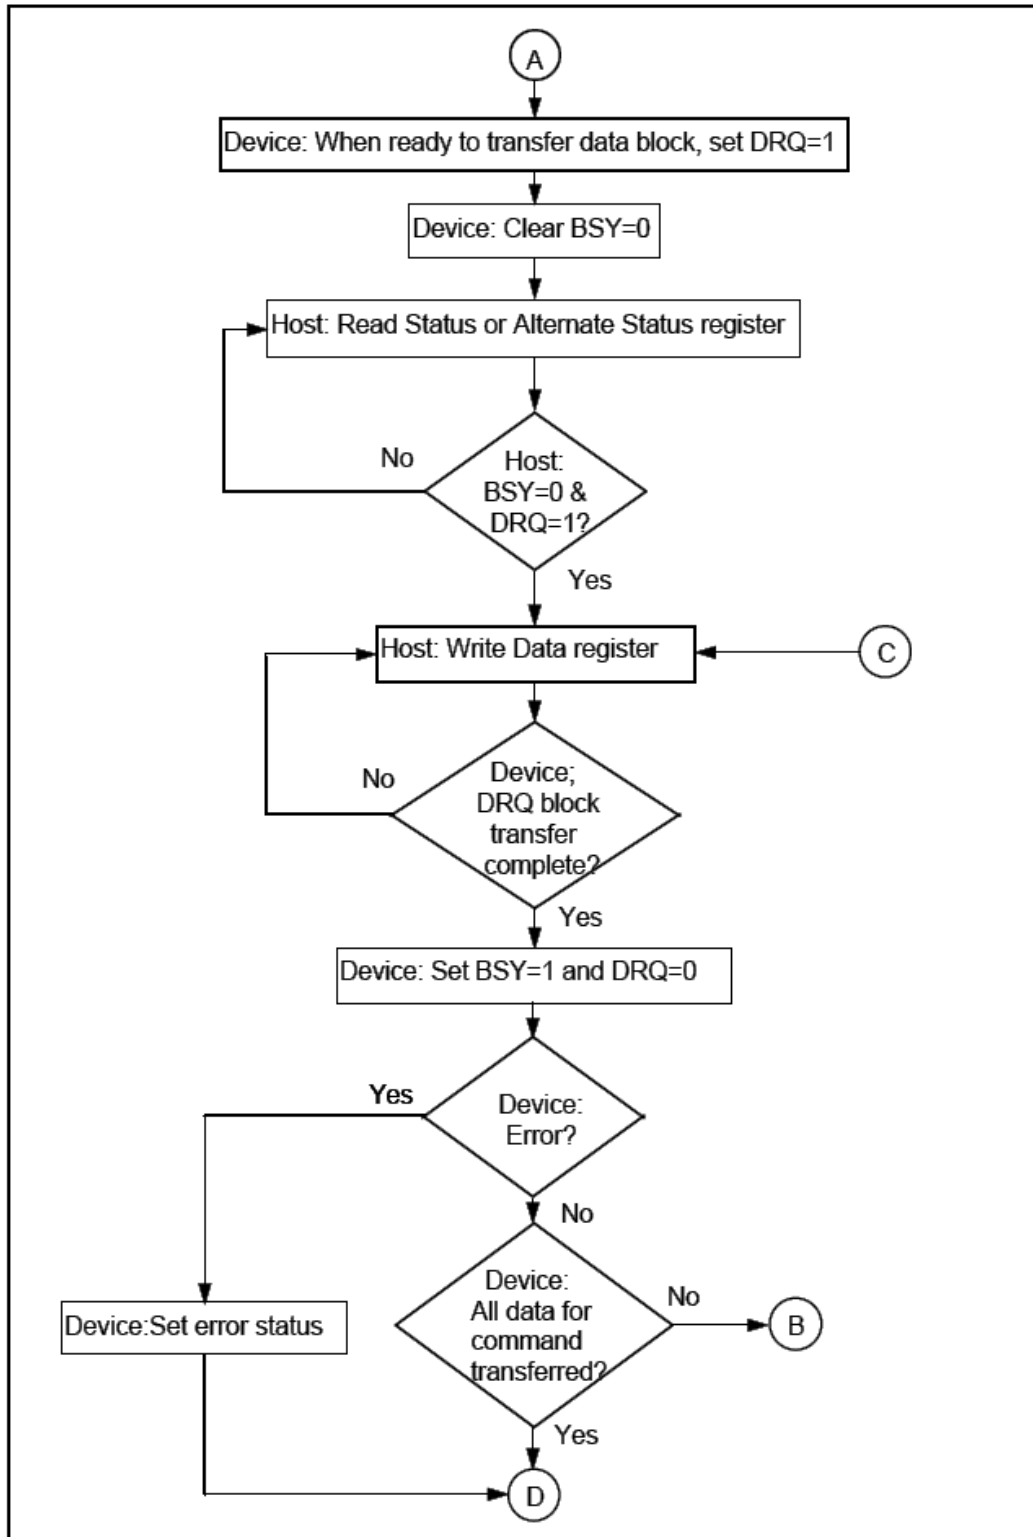 A
Device: When ready to transfer data block, set DRQ=1
Device: Clear BSY=0
Host: Read Status or Alternate Status register
No
Host:
BSY=0 &
DRQ=1?
Yes
Host: Write Data register
C
No
Device;
DRQ block
transfer
complete?
Yes
Device: Set BSY=1 and DRQ=0
Yes
Device:
Error?
No
Device:
All data for
command
transferred?
No
B
Device:Set error status
Yes
D